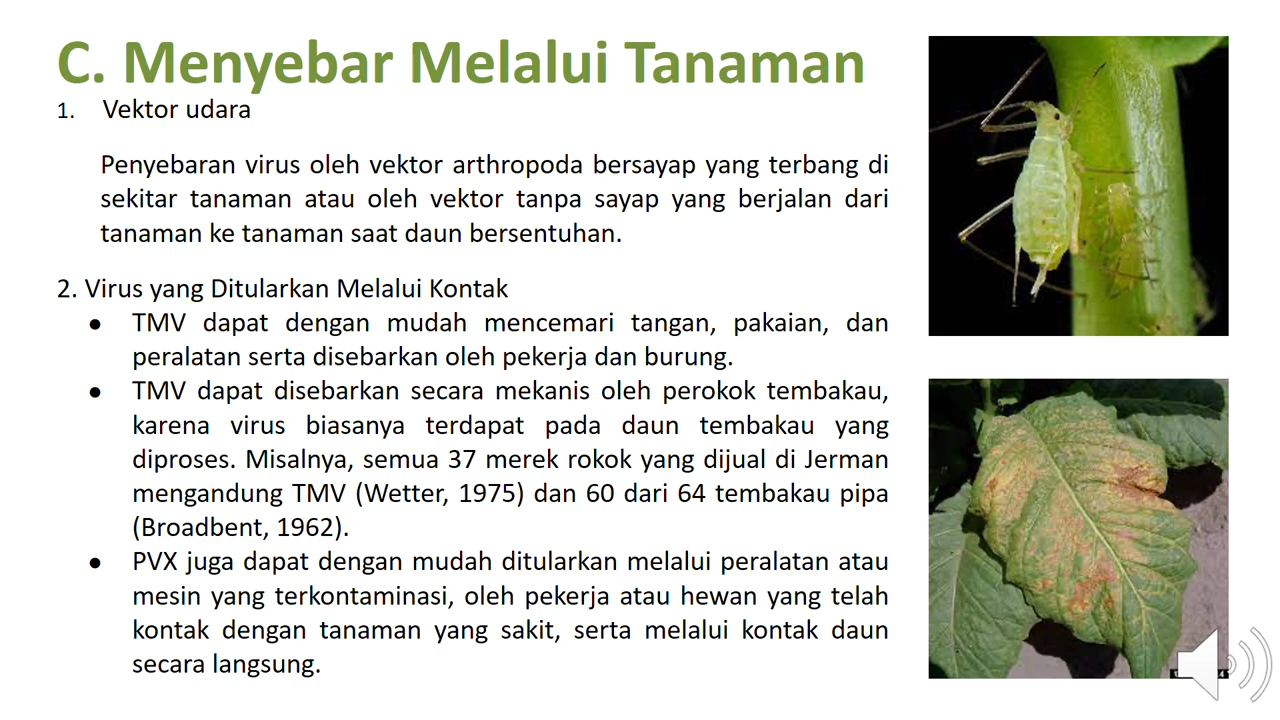 C. Menyebar Melalui Tanaman
1. Vektor udara
Penyebaran virus oleh vektor arthropoda bersayap yang terbang di
sekitar tanaman atau oleh vektor tanpa sayap yang berjalan dari
tanaman ke tanaman saat daun bersentuhan.
2. Virus yang Ditularkan Melalui Kontak
● TMV dapat dengan mudah mencemari tangan, pakaian, dan
peralatan serta disebarkan oleh pekerja dan burung.
● TMV dapat disebarkan secara mekanis oleh perokok tembakau,
karena virus biasanya terdapat pada daun tembakau yang
diproses. Misalnya, semua 37 merek rokok yang dijual di Jerman
mengandung TMV (Wetter, 1975) dan 60 dari 64 tembakau pipa
(Broadbent, 1962).
● PVX juga dapat dengan mudah ditularkan melalui peralatan atau
mesin yang terkontaminasi, oleh pekerja atau hewan yang telah
kontak dengan tanaman yang sakit, serta melalui kontak daun
secara langsung.